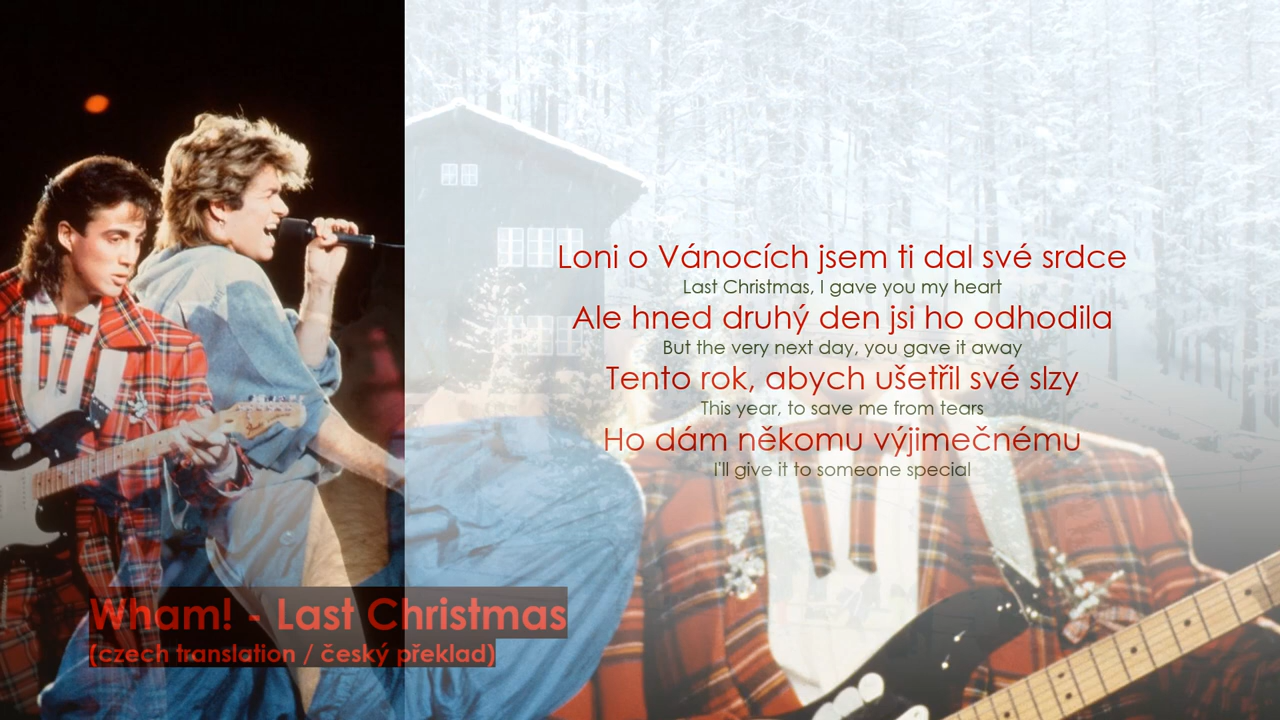 Loni o Vánocích jsem ti dal své srdce
Last Christmas, I gave you my heart
Ale hned druhý den jsi ho odhodila
But the very next day, you gave it away
Tento rok, abych ušetřil své slzy
This year, to save me from tears
Ho dám někomu výjimečnému
I'll give it to someone special
Wham! - Last Christmas
(czech translation / český překlad)